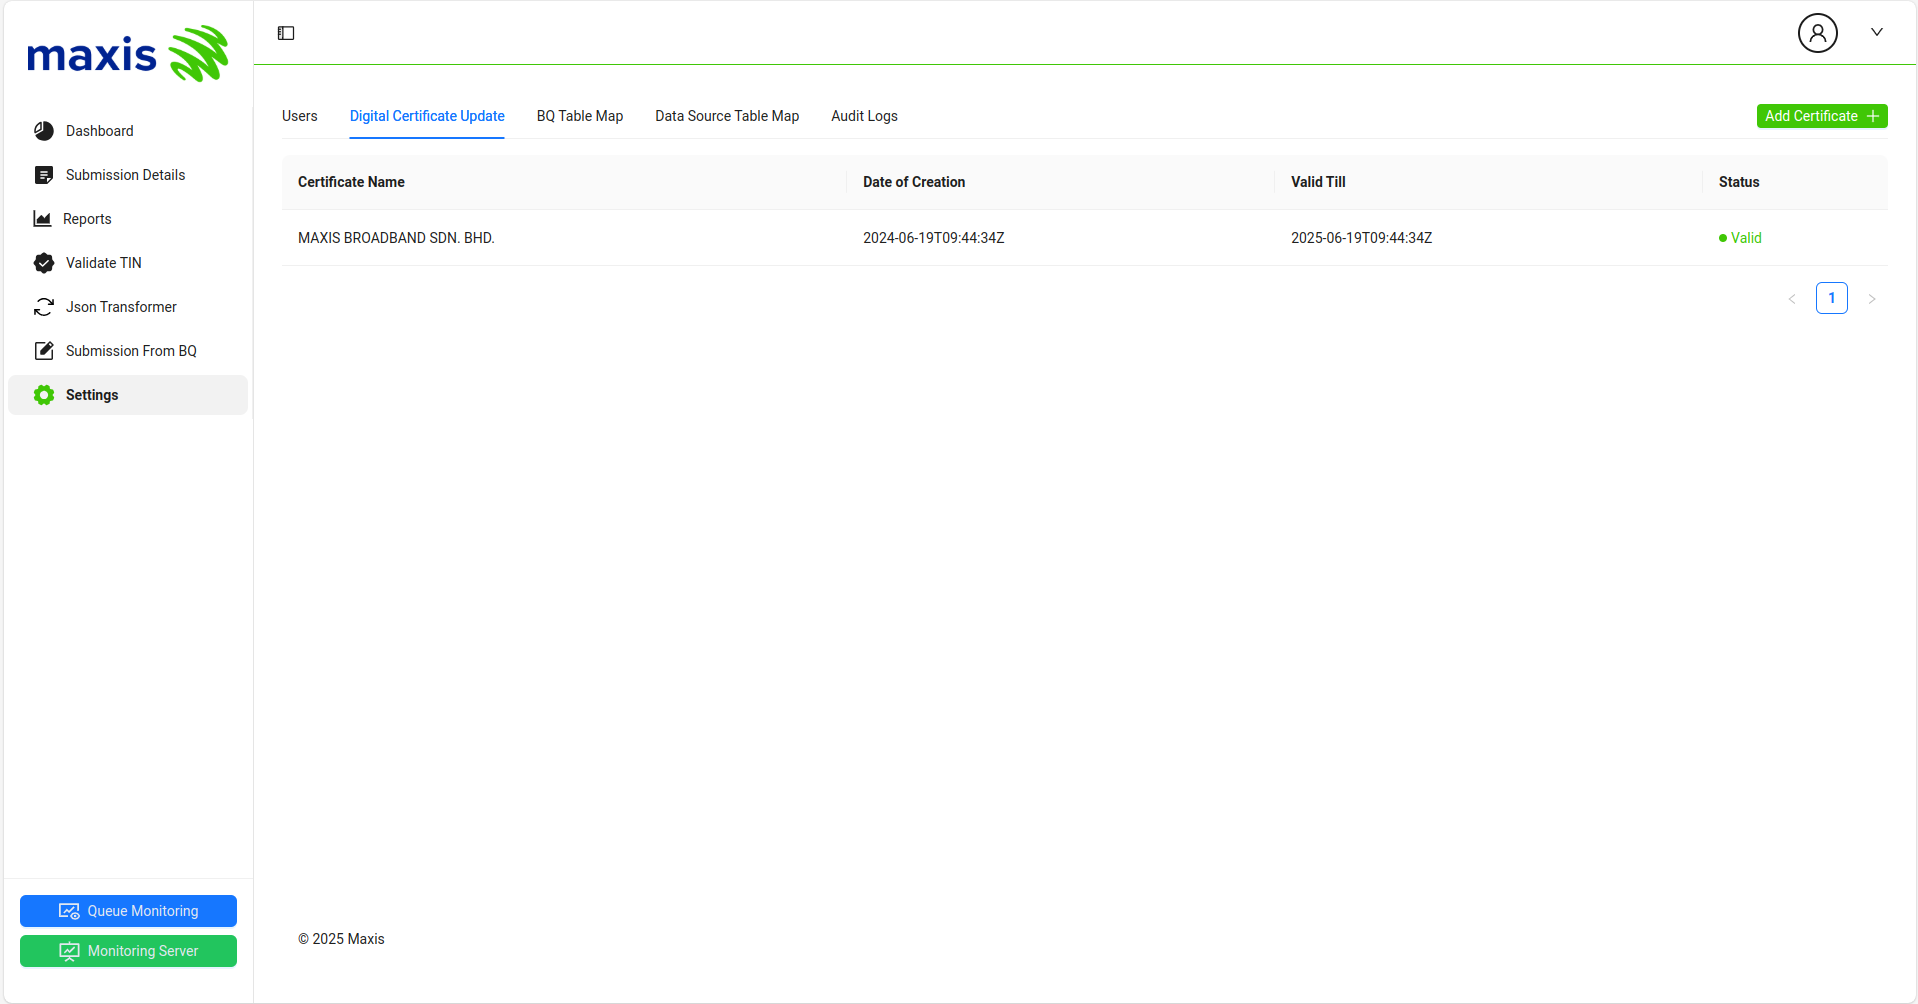 maxis
Dashboard
Submission Details
Reports
Validate TIN
Json Transformer
Submission From BQ
Settings
Queue Monitoring
Monitoring Server
Users
Digital Certificate Update
BQ Table Map
Data Source Table Map
Audit Logs
Add Certificate
Certificate Name
Date of Creation
Valid Till
Status
MAXIS BROADBAND SDN. BHD.
2024-06-19T09:44:34Z
2025-06-19T09:44:34Z
Valid
1
© 2025 Maxis